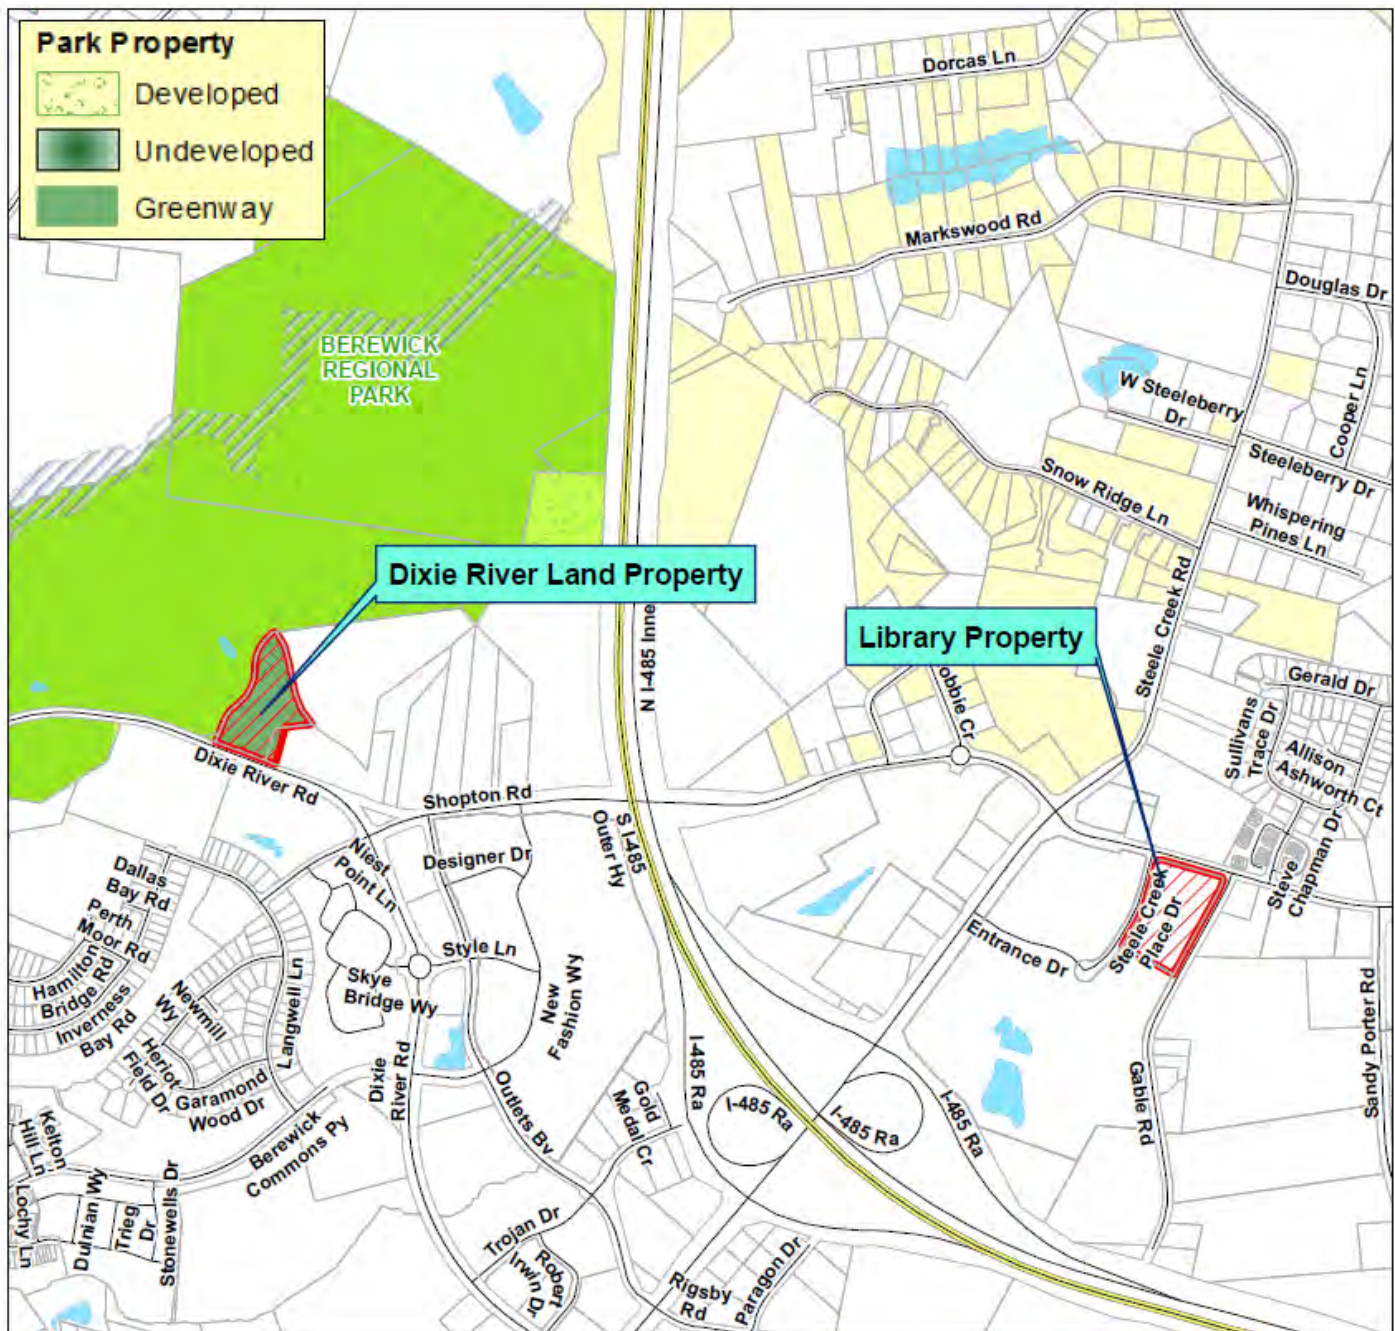 Park Property
Developed
Undeveloped
Greenway
Dorcas Ln
Markswood Rd
Douglas Dr
BEREWICK
REGIONAL
PARK
W Steeleberry
Dr
Cooper Ln
Steeleberry Dr
Snow Ridge Ln
Whispering
Pines Ln
Dixie River Land Property
Library Property
Steele Creek Rd
N I-485 Inne
obbie Cr
Gerald Dr
Sullivans
Trace Dr
Allison
Ashworth Ct
Dixie River Rd
Shopton Rd
S I-485
Outer Hy
Steve
Chapman Dr
Niest
Point Ln
Designer Dr
Dallas
Bay Rd
Perth
Moor Rd
Hamilton
Bridge Rd
Inverness
Bay Rd
Newmill
Wy
Heriot
Field Dr
Garamond
Wood Dr
Langwell Ln
Skye
Bridge Wy
Style Ln
New
Fashion Wy
Steele Creek
Place Dr
Entrance Dr
Sandy Porter Rd
Gable Rd
Dixie
River Rd
Outlets Bv
Gold
Medal Cr
I-485 Ra
I-485 Ra
I-485 Ra
I-485 Ra
Berewick
Commons Py
Kelton
Hill Ln
Lochy Ln
Dulnian Wy
Trieg
Dr
Stonewells Dr
Trojan Dr
Robert
Irwin Dr
Rigsby
Rd
Paragon Dr